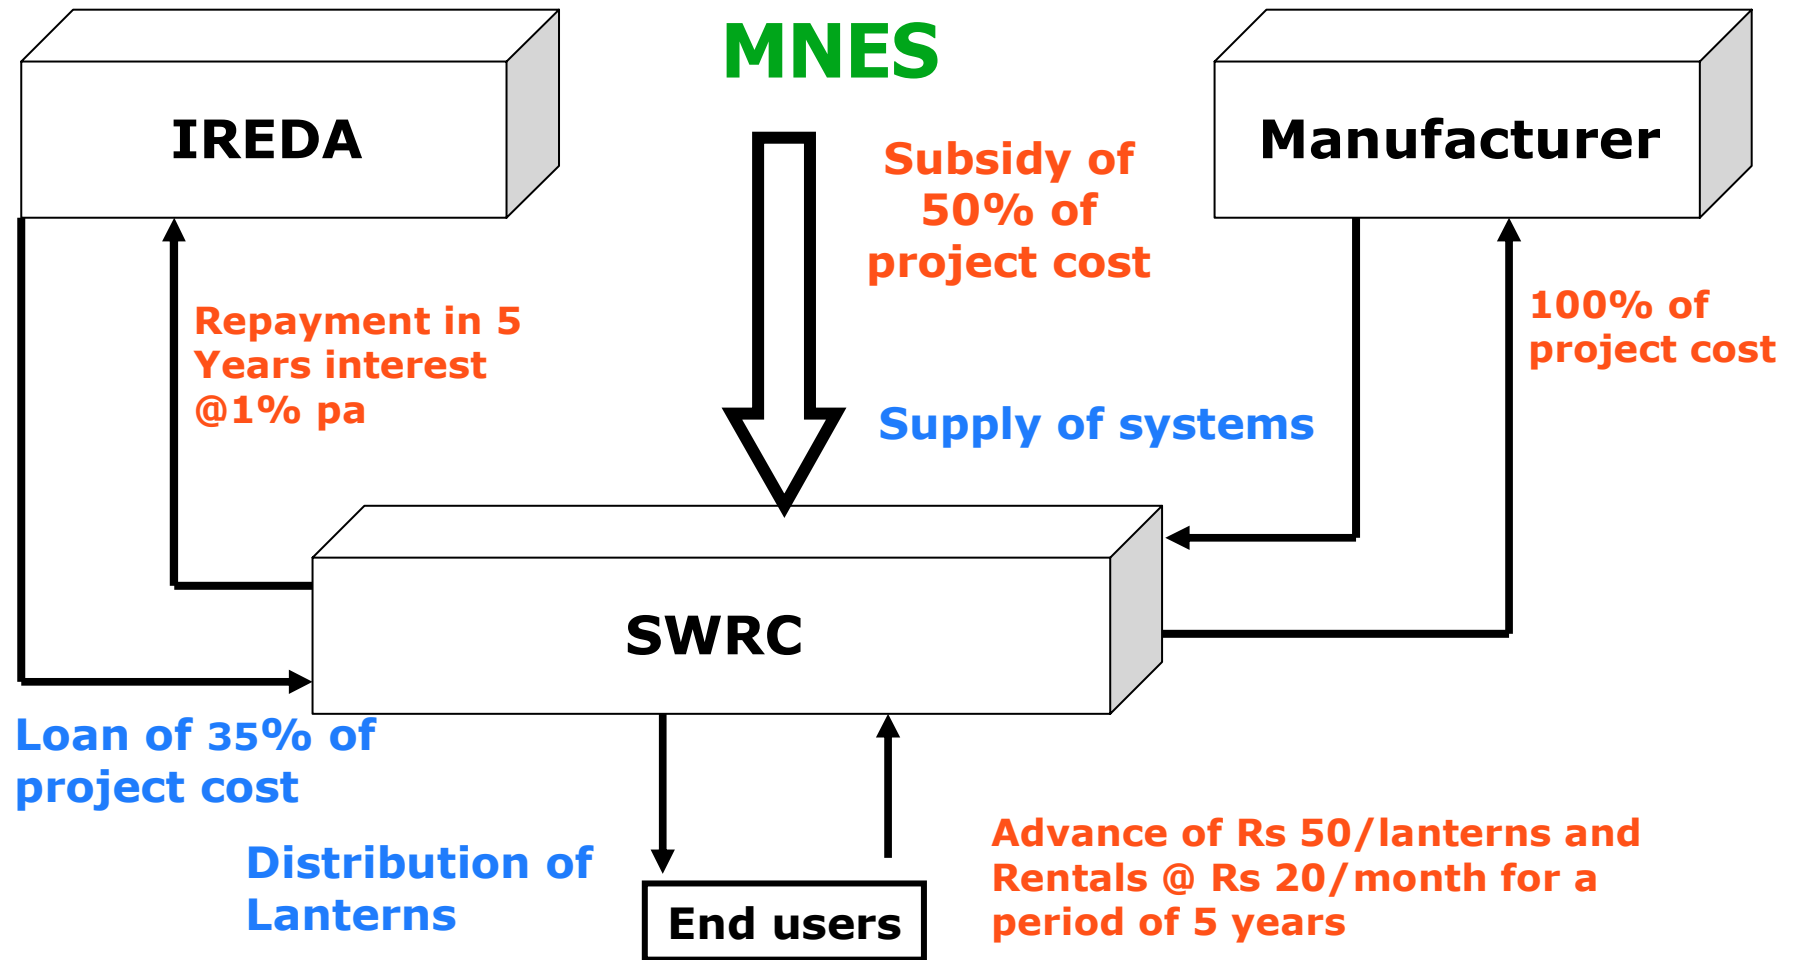 MNES
IREDA
Manufacturer
Subsidy of
50% of
project cost
Repayment in 5
Years interest
@1% pa
100% of
project cost
Supply of systems
SWRC
Loan of 35% of
project cost
Distribution of
Lanterns
End users
Advance of Rs 50/lanterns and
Rentals @ Rs 20/month for a
period of 5 years